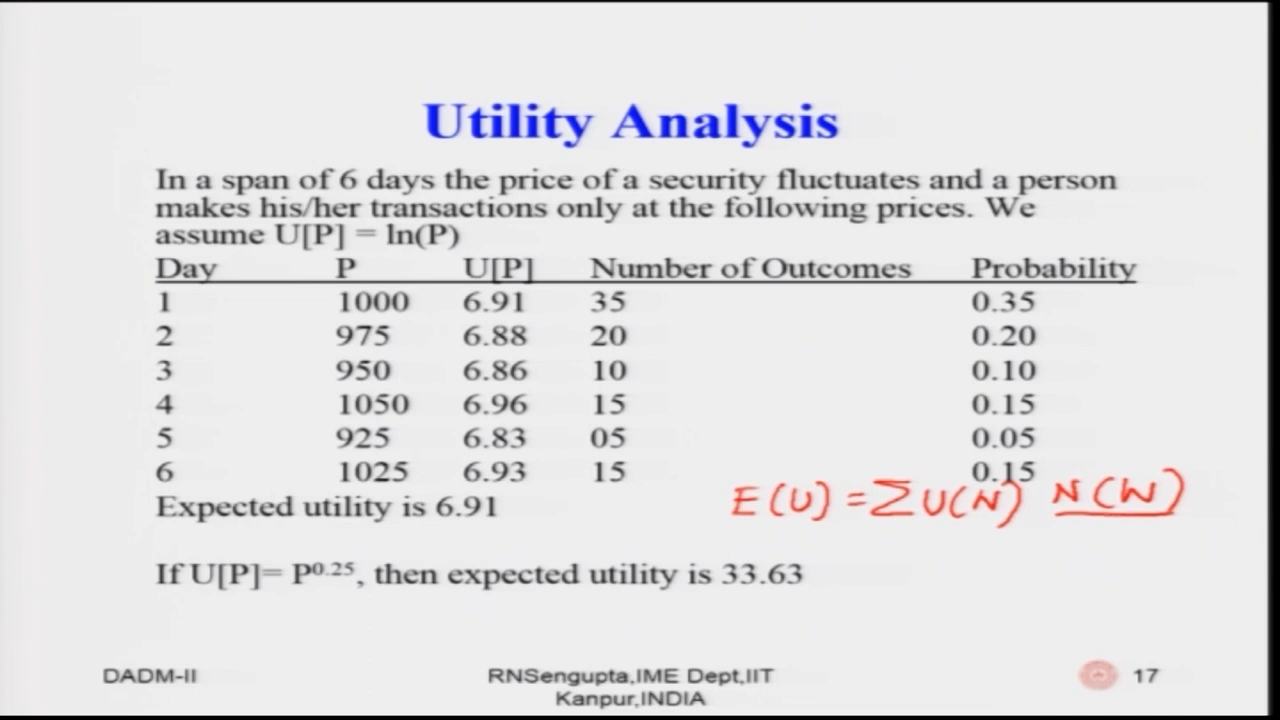 Utility Analysis
In a span of 6 days the price of a security fluctuates and a person
makes his/her transactions only at the following prices. We
assume U[P] = ln(P)
Day P U[P] Number of Outcomes Probability
1 1000 6.91 35 0.35
2 975 6.88 20 0.20
3 950 6.86 10 0.10
4 1050 6.96 15 0.15
5 925 6.83 05 0.05
6 1025 6.93 15 0.15
Expected utility is 6.91
E(U) = ΣU(N) N(W)
If U[P]= P^0.25, then expected utility is 33.63
DADM-II
RNSengupta,IME Dept,IIT
Kanpur,INDIA
17